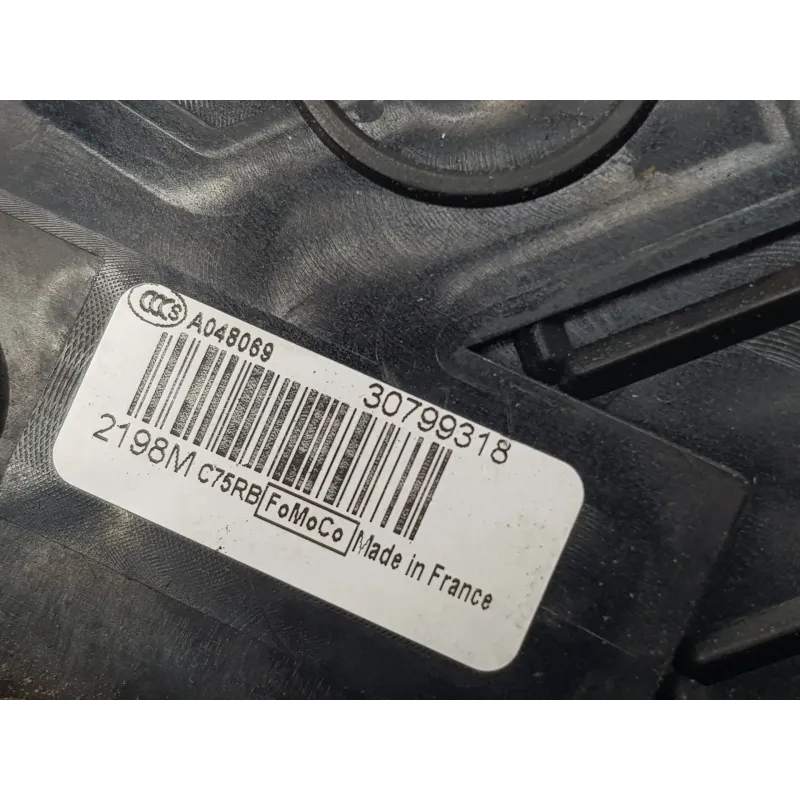 CCC S A048069
30799318
2198M C75RB FoMoCo Made in France